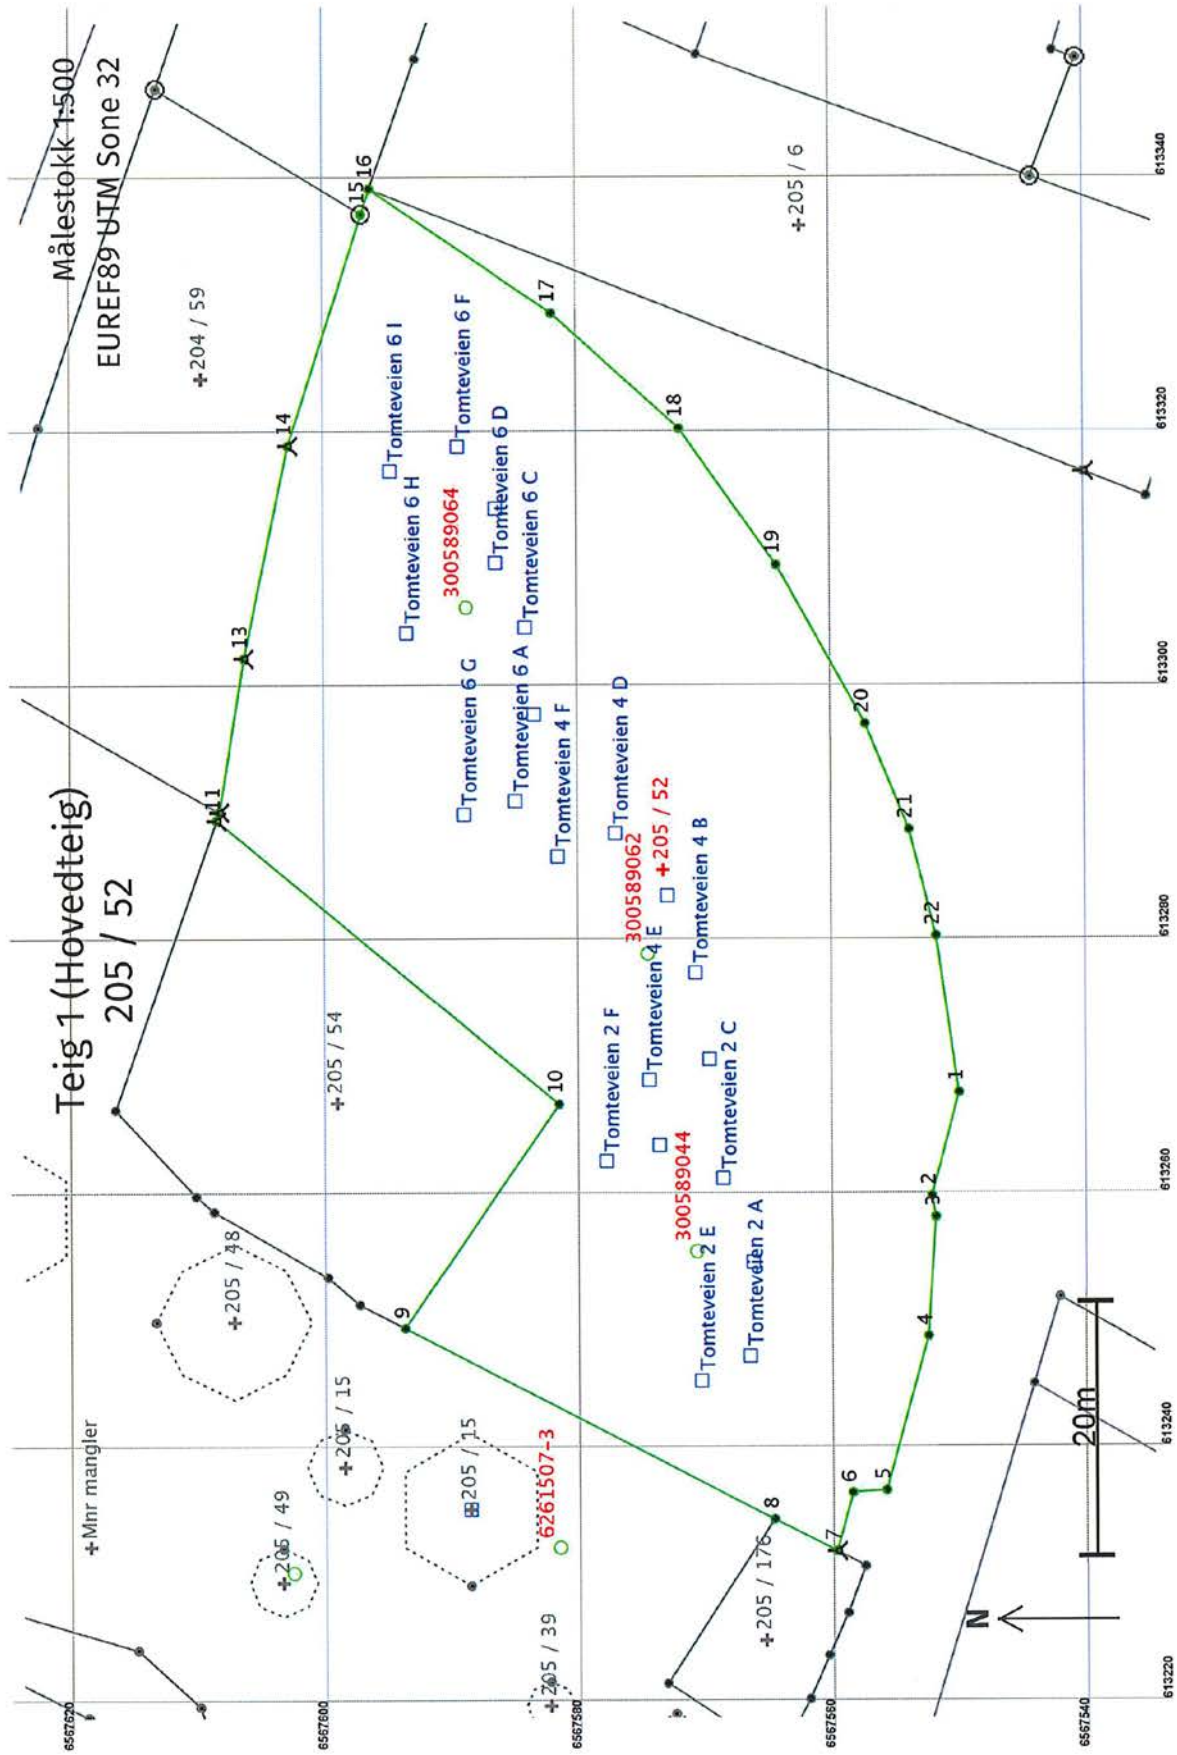 Teig 1 (Hovedteig)
205 / 52
Målestokk 1:500
EUREF89 UTM Sone 32
+Mnr mangler
205 / 49
205 / 15
205 / 48
205 / 54
204 / 59
205 / 15
6261507-3
205 / 39
205 / 176
205 / 6
11
13
14
15
16
17
18
19
20
21
22
1
2
3
4
5
6
7
8
9
10
Tomteveien 6 I
Tomteveien 6 H
Tomteveien 6 F
300589064
Tomteveien 6 D
Tomteveien 6 C
Tomteveien 6 G
Tomteveien 6 A
Tomteveien 4 F
Tomteveien 4 D
300589062
205 / 52
Tomteveien 4 B
Tomteveien 4 E
Tomteveien 2 F
Tomteveien 2 C
300589044
Tomteveien 2 E
Tomteveien 2 A
N
20m
6567620
6567600
6567580
6567560
6567540
613220
613240
613260
613280
613300
613320
613340